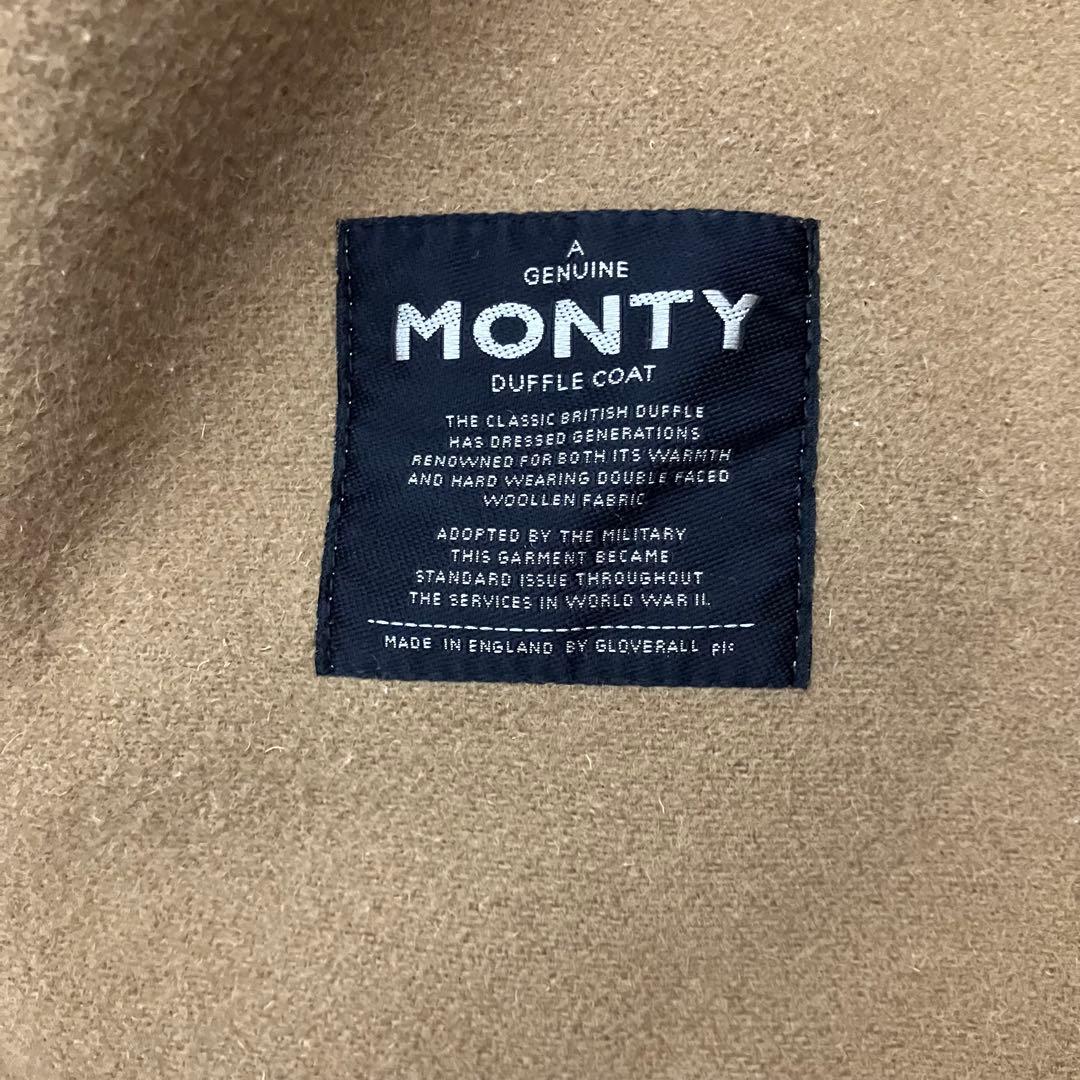 A
GENUINE
MONTY
DUFFLE COAT
THE CLASSIC BRITISH DUFFLE
HAS DRESSED GENERATIONS
RENOWNED FOR BOTH ITS WARMTH
AND HARD WEARING DOUBLE FACED
WOOLLEN FABRIC
ADOPTED BY THE MILITARY
THIS GARMENT BECAME
STANDARD ISSUE THROUGHOUT
THE SERVICES IN WORLD WAR II.
MADE IN ENGLAND BY GLOVERALL plc